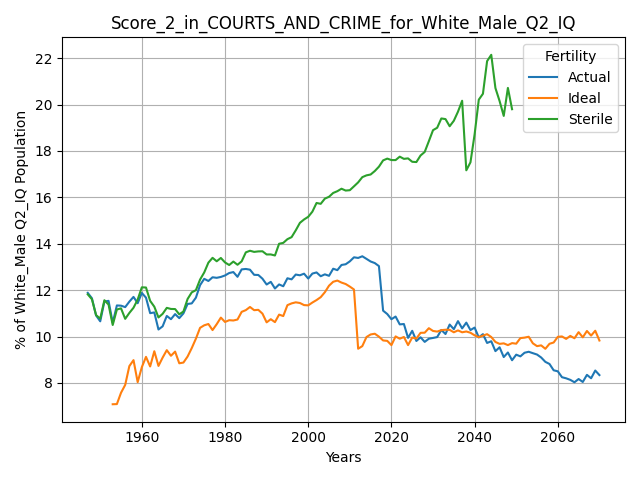 Score_2_in_COURTS_AND_CRIME_for_White_Male_Q2_IQ
% of White_Male Q2_IQ Population
22
20
18
16
14
12
10
8
Fertility
Actual
Ideal
Sterile
1960 1980 2000 2020 2040 2060
Years